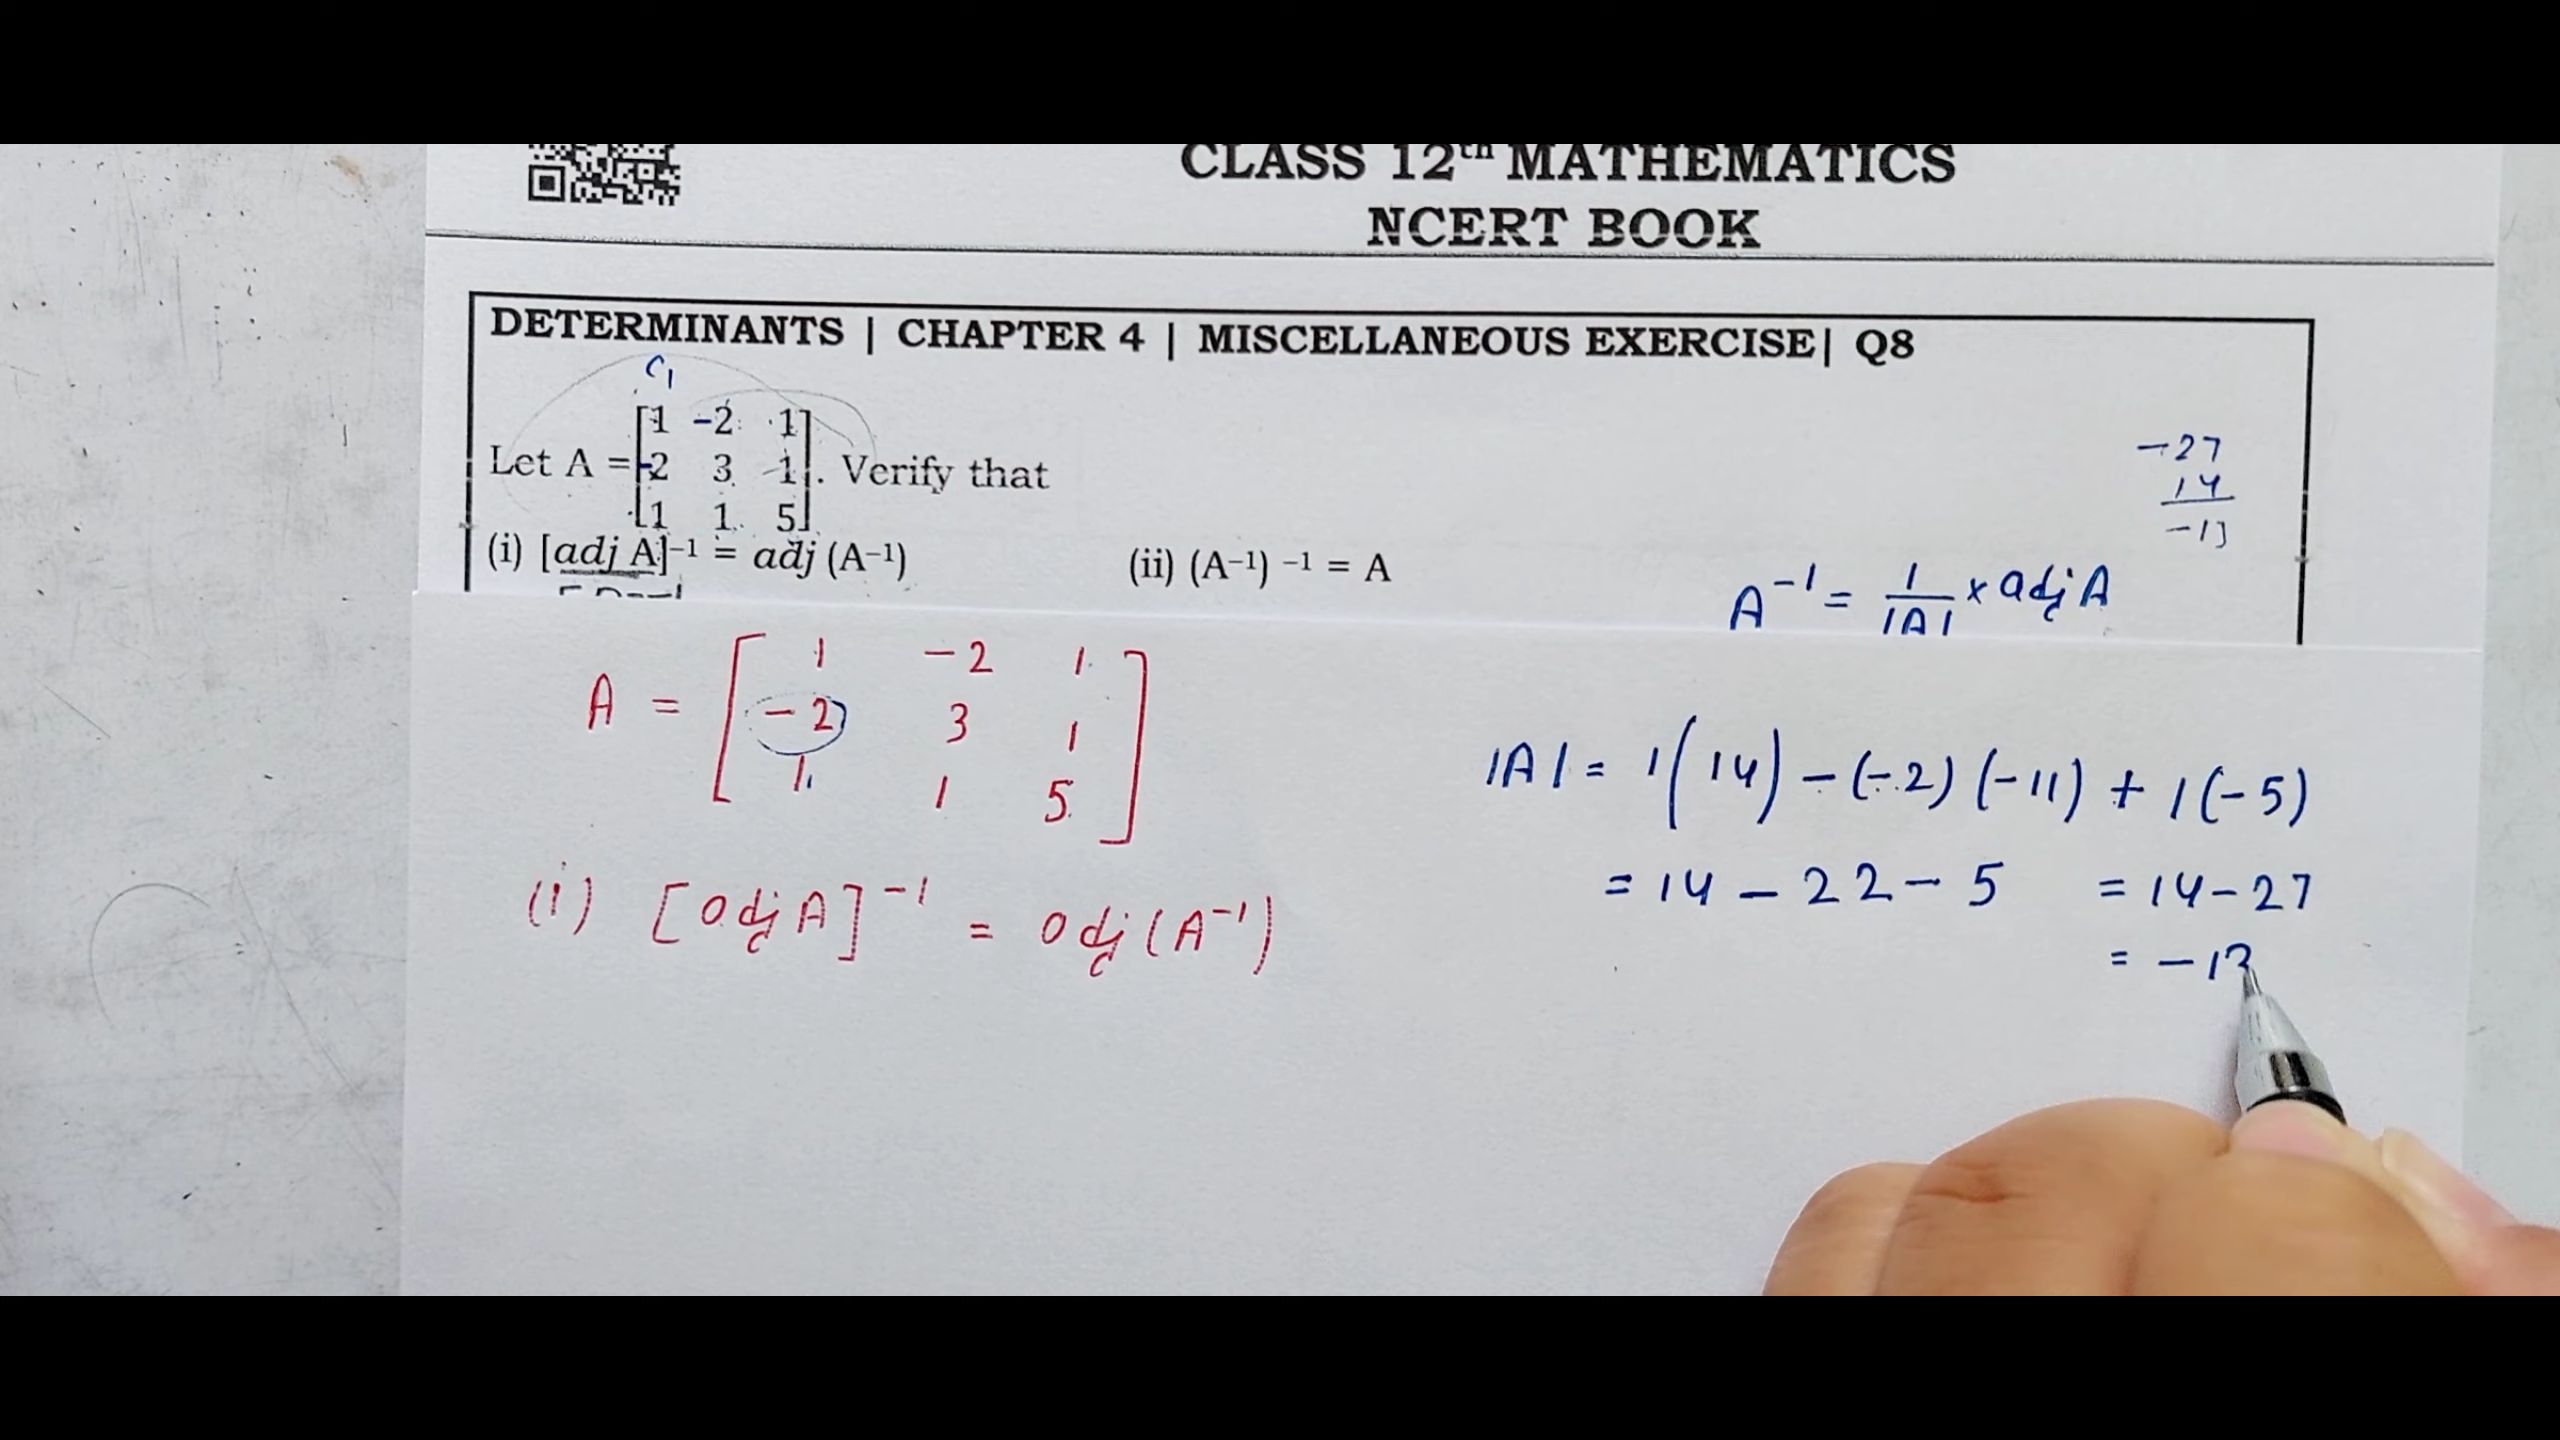 CLASS 12th MATHEMATICS
NCERT BOOK
DETERMINANTS | CHAPTER 4 | MISCELLANEOUS EXERCISE| Q8
C1
Let A = [1 -2 1
-2 3 1
1 1 5]. Verify that
(i) [adj A]⁻¹ = adj (A⁻¹) (ii) (A⁻¹) ⁻¹ = A
-27
14
-13
A⁻¹ = 1/|A| × adj A
A = [1 -2 1
-2 3 1
1 1 5]
(i) [adj A]⁻¹ = adj (A⁻¹)
|A| = 1(14) - (-2)(-11) + 1(-5)
= 14 - 22 - 5 = 14 - 27
= -13